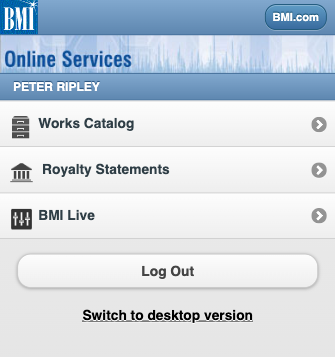 BMI
BMI.com
Online Services
PETER RIPLEY
Works Catalog
Royalty Statements
BMI Live
Log Out
Switch to desktop version